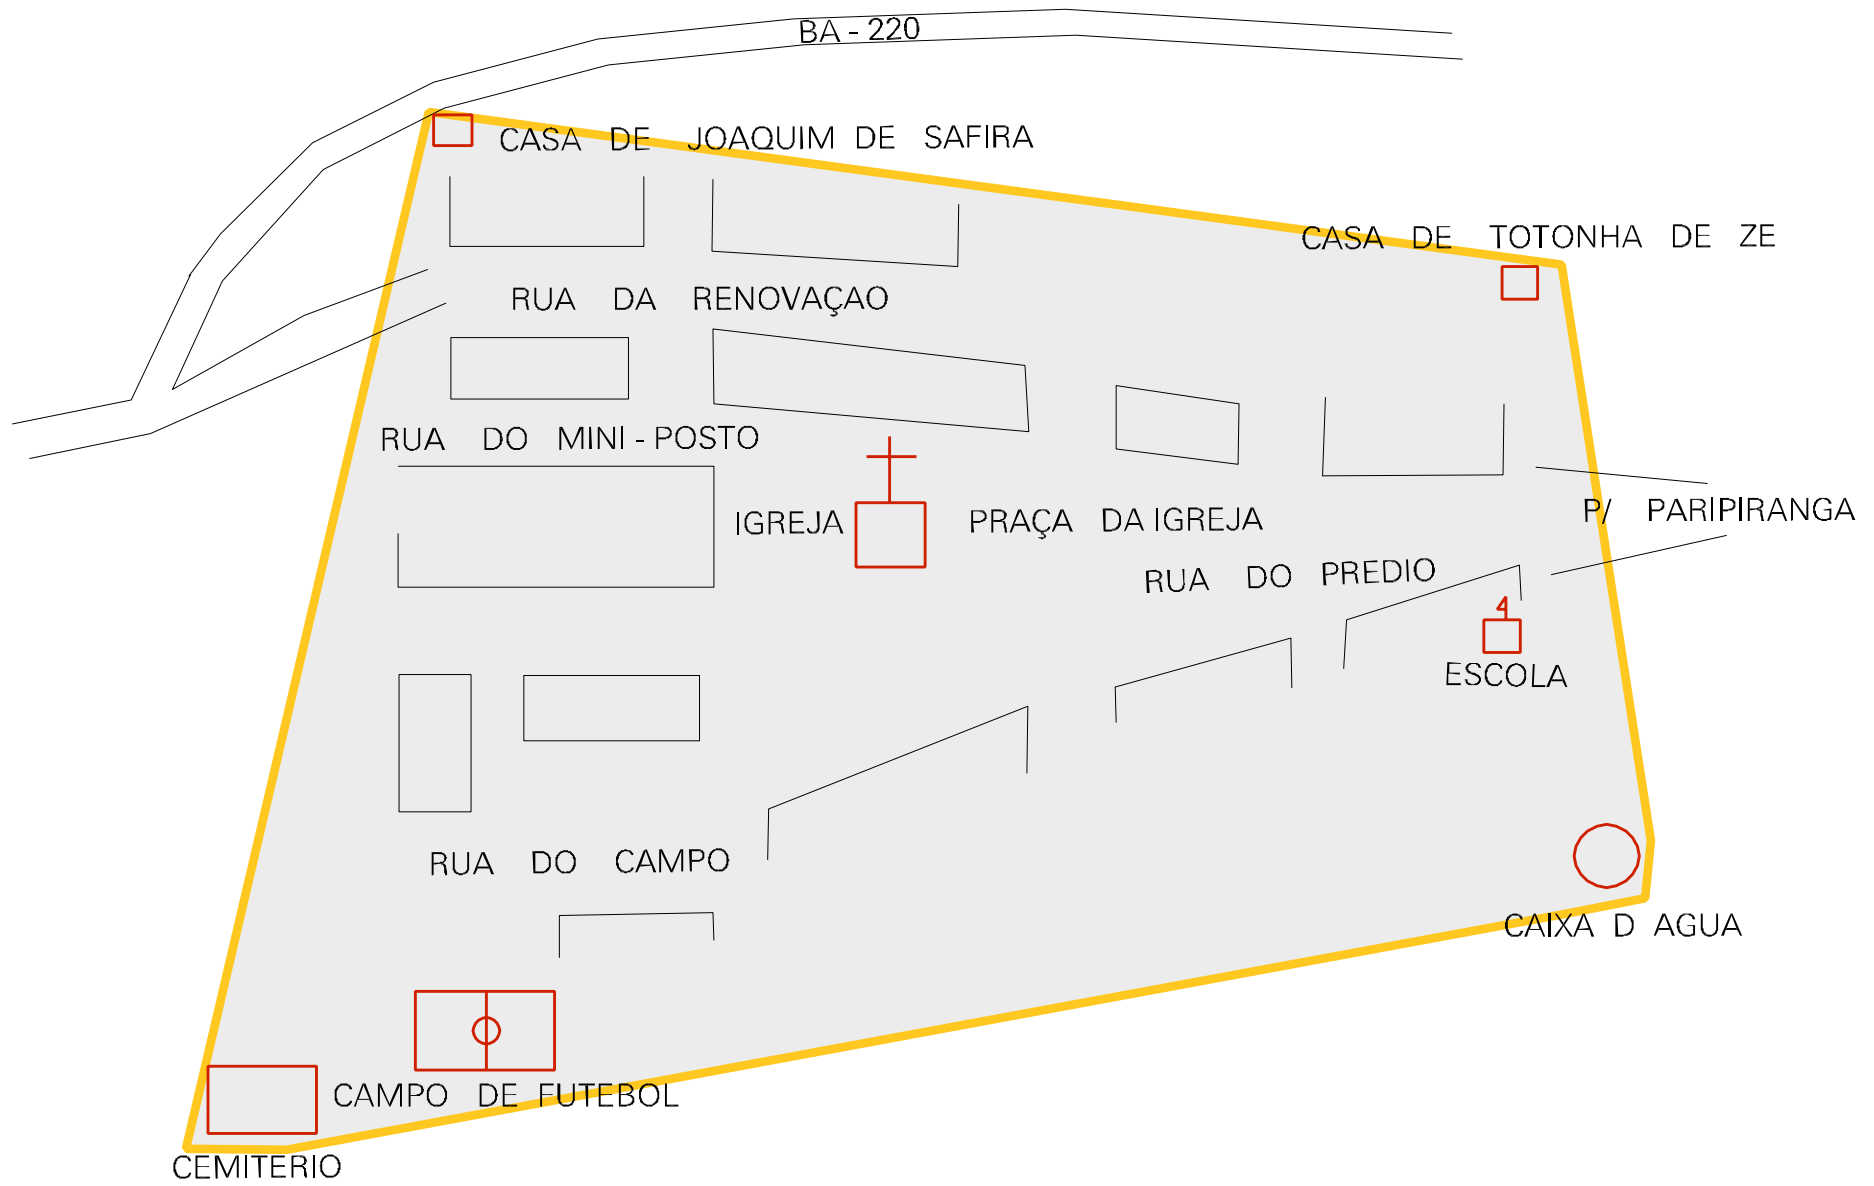 BA - 220
CASA DE JOAQUIM DE SAFIRA
CASA DE TOTONHA DE ZE
RUA DA RENOVAÇAO
RUA DO MINI - POSTO
IGREJA
PRAÇA DA IGREJA
P/ PARIPIRANGA
RUA DO PREDIO
ESCOLA
RUA DO CAMPO
CAIXA D AGUA
CAMPO DE FUTEBOL
CEMITERIO